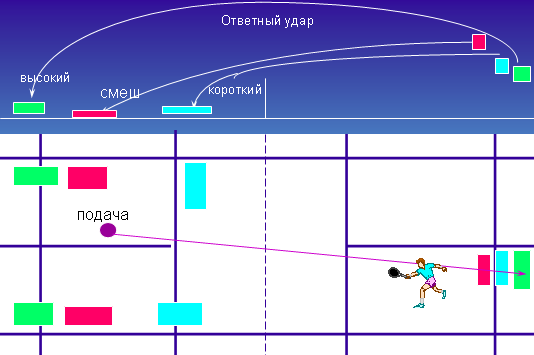 Ответный удар
высокий
смеш
короткий
подача